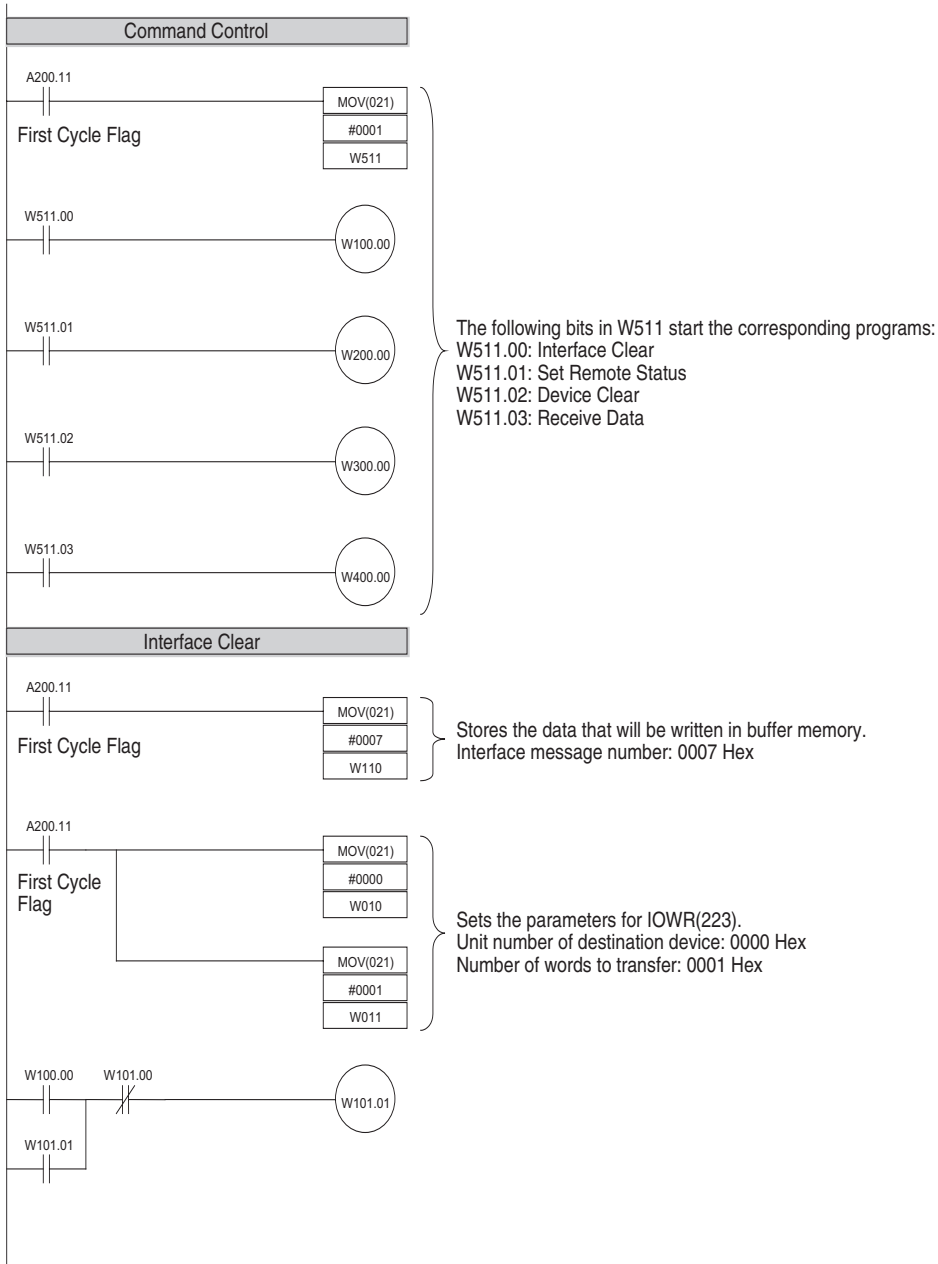 Command Control
A200.11
First Cycle Flag
MOV(021)
#0001
W511
W511.00
W100.00
W511.01
W200.00
W511.02
W300.00
W511.03
W400.00
The following bits in W511 start the corresponding programs:
W511.00: Interface Clear
W511.01: Set Remote Status
W511.02: Device Clear
W511.03: Receive Data
Interface Clear
A200.11
First Cycle Flag
MOV(021)
#0007
W110
Stores the data that will be written in buffer memory.
Interface message number: 0007 Hex
A200.11
First Cycle
Flag
MOV(021)
#0000
W010
MOV(021)
#0001
W011
Sets the parameters for IOWR(223).
Unit number of destination device: 0000 Hex
Number of words to transfer: 0001 Hex
W100.00 W101.00
W101.01
W101.01